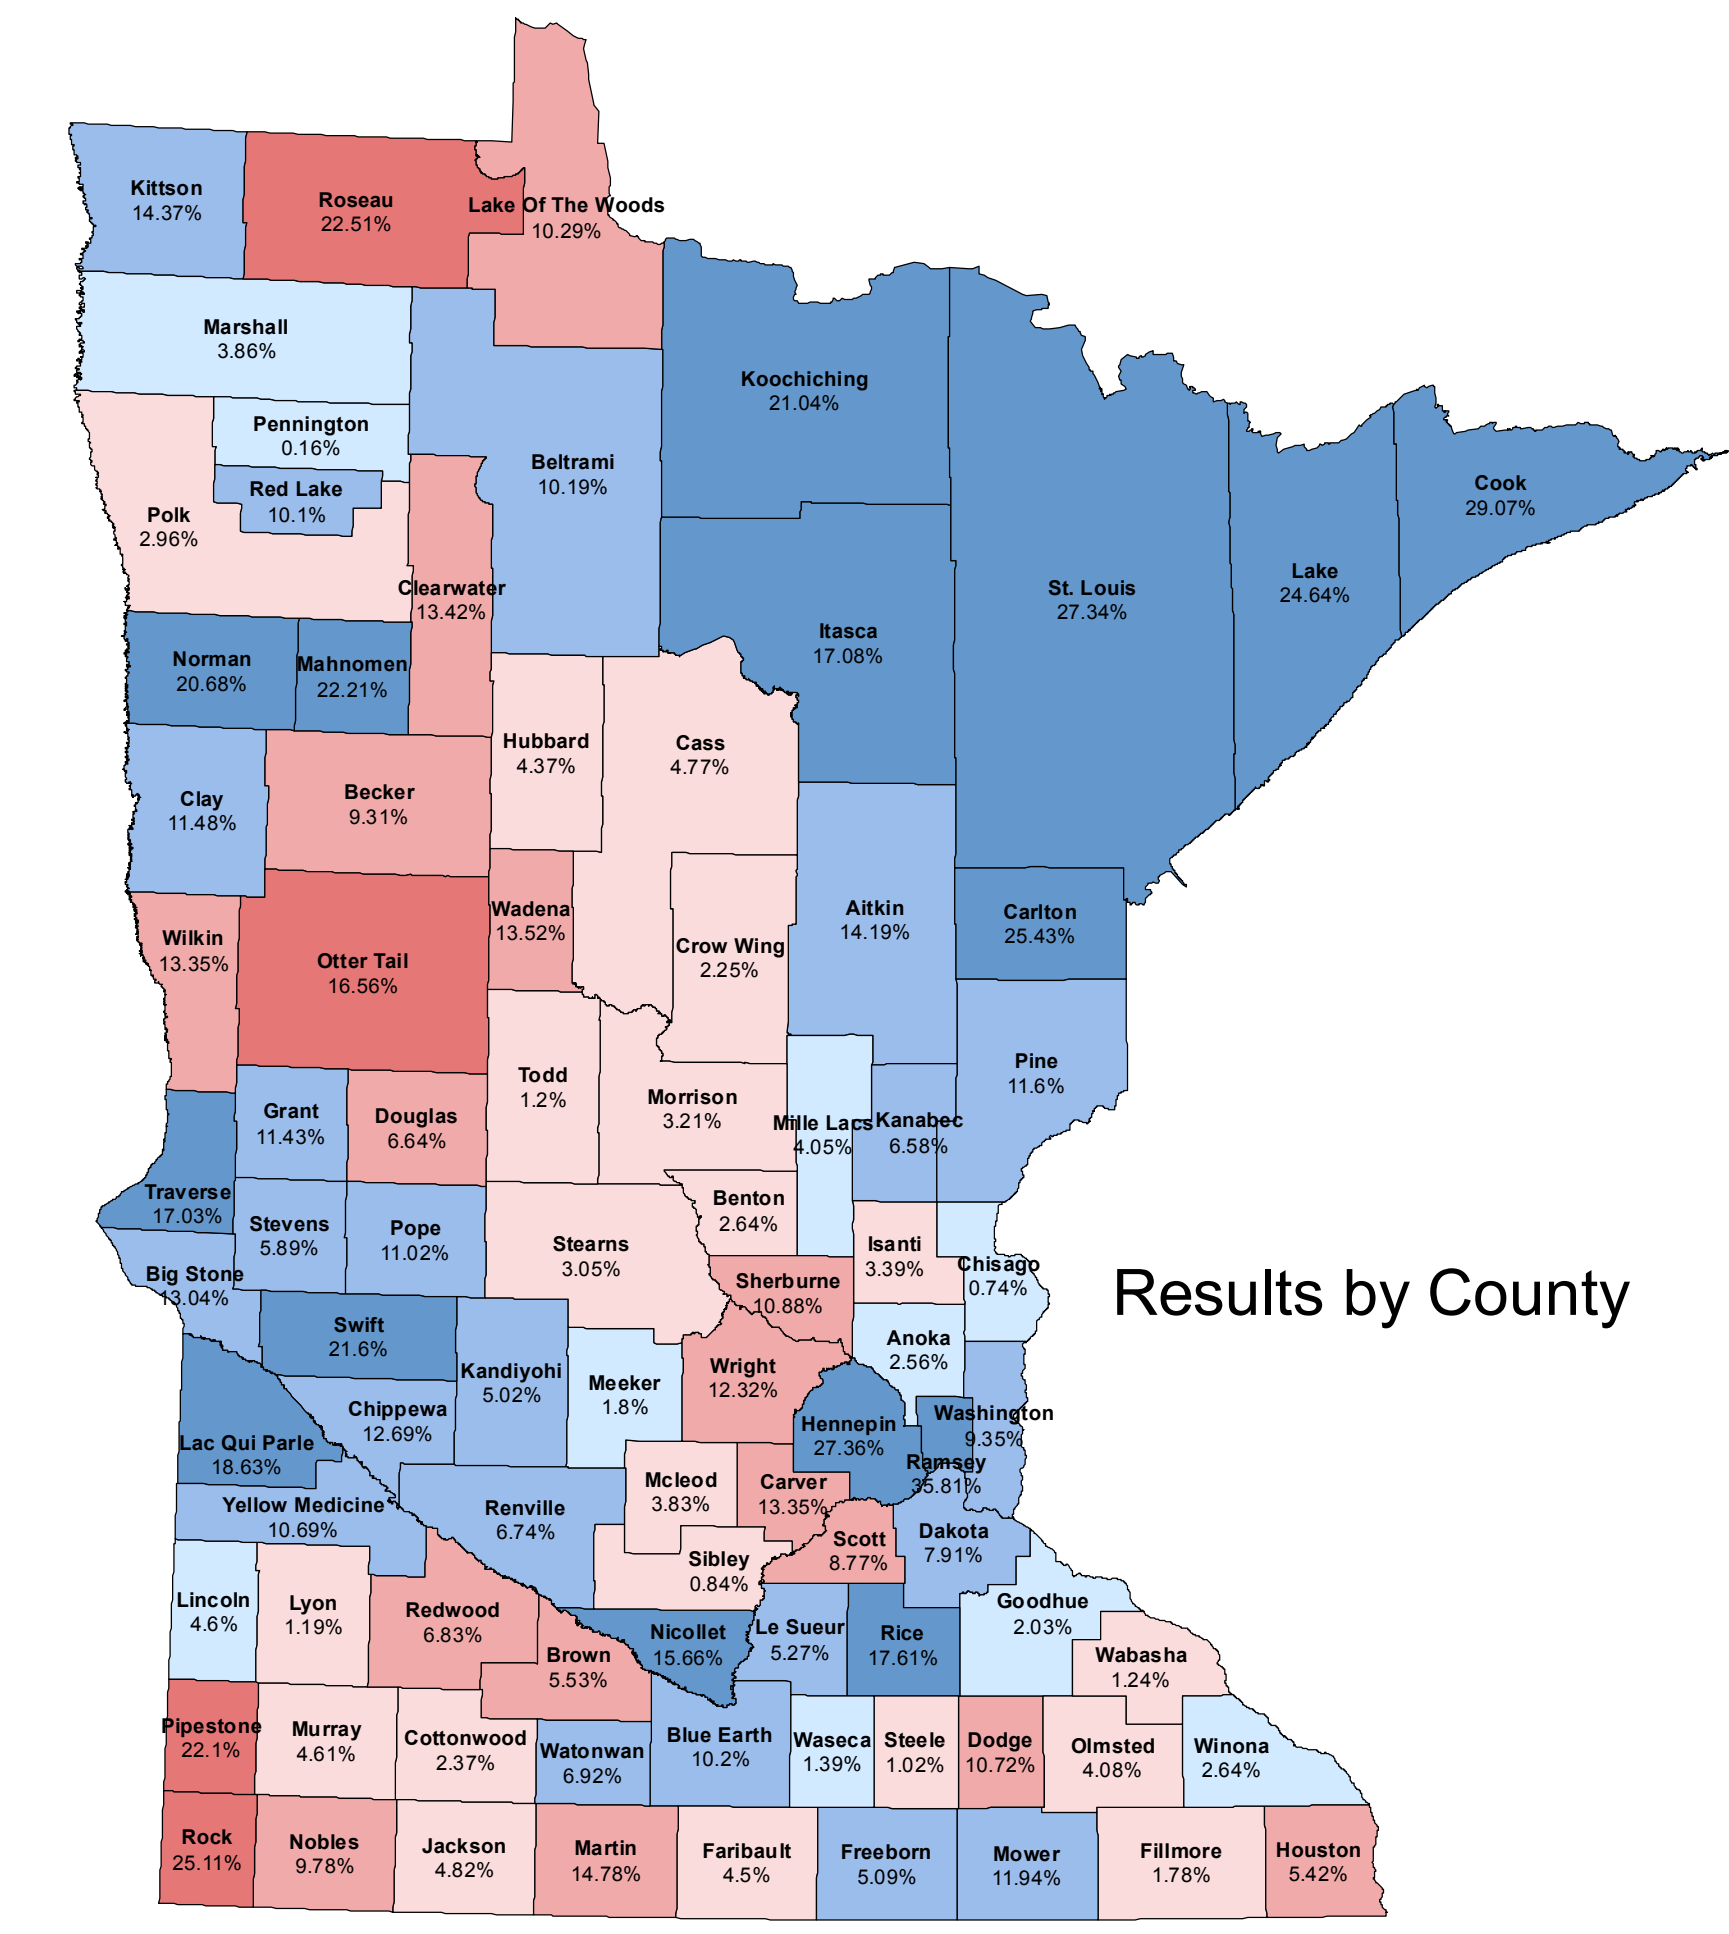 Kittson
14.37%
Roseau
22.51%
Lake Of The Woods
10.29%
Marshall
3.86%
Koochiching
21.04%
Pennington
0.16%
Beltrami
10.19%
Red Lake
10.1%
Cook
29.07%
Polk
2.96%
Lake
24.64%
St. Louis
27.34%
Clearwater
13.42%
Itasca
17.08%
Norman
20.68%
Mahnomen
22.21%
Hubbard
4.37%
Cass
4.77%
Becker
9.31%
Clay
11.48%
Wadena
13.52%
Aitkin
14.19%
Carlton
25.43%
Wilkin
13.35%
Otter Tail
16.56%
Crow Wing
2.25%
Pine
11.6%
Todd
1.2%
Morrison
3.21%
Grant
11.43%
Douglas
6.64%
Mille Lacs
4.05%
Kanabec
6.58%
Traverse
17.03%
Benton
2.64%
Stevens
5.89%
Pope
11.02%
Stearns
3.05%
Isanti
3.39%
Chisago
0.74%
Big Stone
13.04%
Sherburne
10.88%
Results by County
Swift
21.6%
Anoka
2.56%
Kandiyohi
5.02%
Wright
12.32%
Meeker
1.8%
Chippewa
12.69%
Hennepin
27.36%
Washington
9.35%
Lac Qui Parle
18.63%
Ramsey
35.81%
Mcleod
3.83%
Carver
13.35%
Yellow Medicine
10.69%
Renville
6.74%
Dakota
7.91%
Scott
8.77%
Sibley
0.84%
Lincoln
4.6%
Lyon
1.19%
Redwood
6.83%
Goodhue
2.03%
Nicollet
15.66%
Le Sueur
5.27%
Rice
17.61%
Brown
5.53%
Wabasha
1.24%
Pipestone
22.1%
Murray
4.61%
Cottonwood
2.37%
Watonwan
6.92%
Blue Earth
10.2%
Waseca
1.39%
Steele
1.02%
Dodge
10.72%
Olmsted
4.08%
Winona
2.64%
Rock
25.11%
Nobles
9.78%
Jackson
4.82%
Martin
14.78%
Faribault
4.5%
Freeborn
5.09%
Mower
11.94%
Fillmore
1.78%
Houston
5.42%